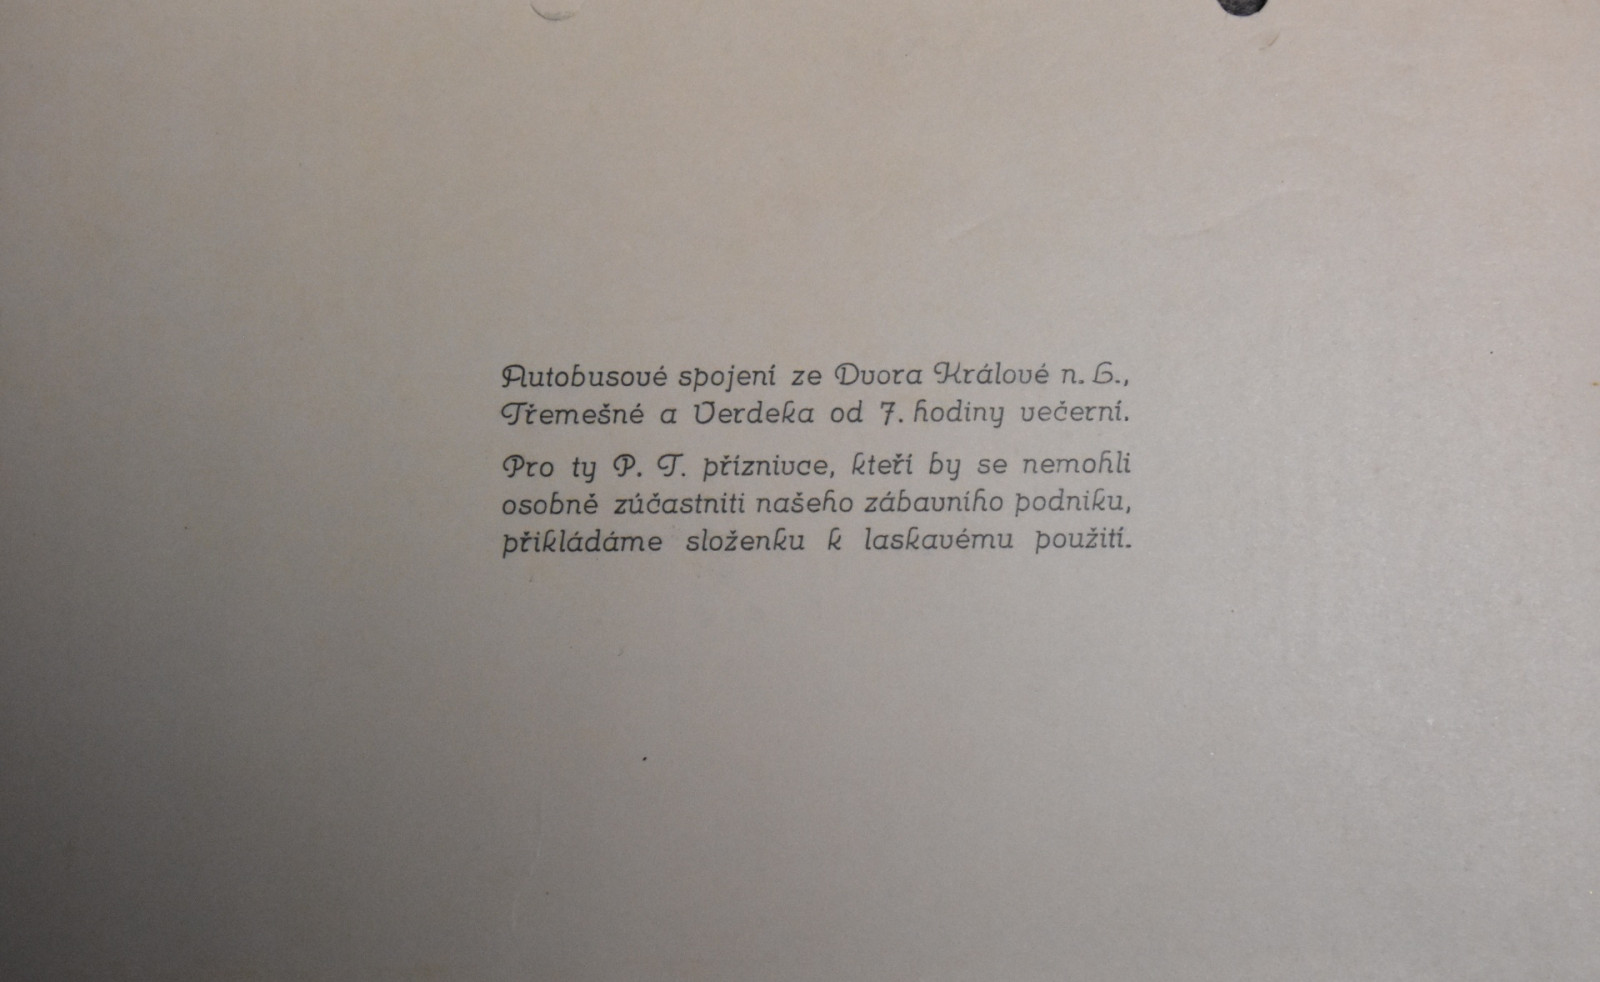 Autobusové spojení ze Dvora Králové n. L.,
Třemešné a Verdeka od 7. hodiny večerní.
Pro ty P. T. příznivce, kteří by se nemohli
osobně zúčastniti našeho zábavního podniku,
přikládáme složenku k laskavému použití.